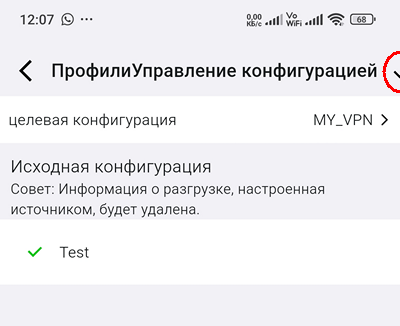 12:07 0,00 КБ/с Vo WiFi 68
ПрофилиУправление конфигурацией
целевая конфигурация MY_VPN
Исходная конфигурация
Совет: Информация о разгрузке, настроенная
источником, будет удалена.
Test